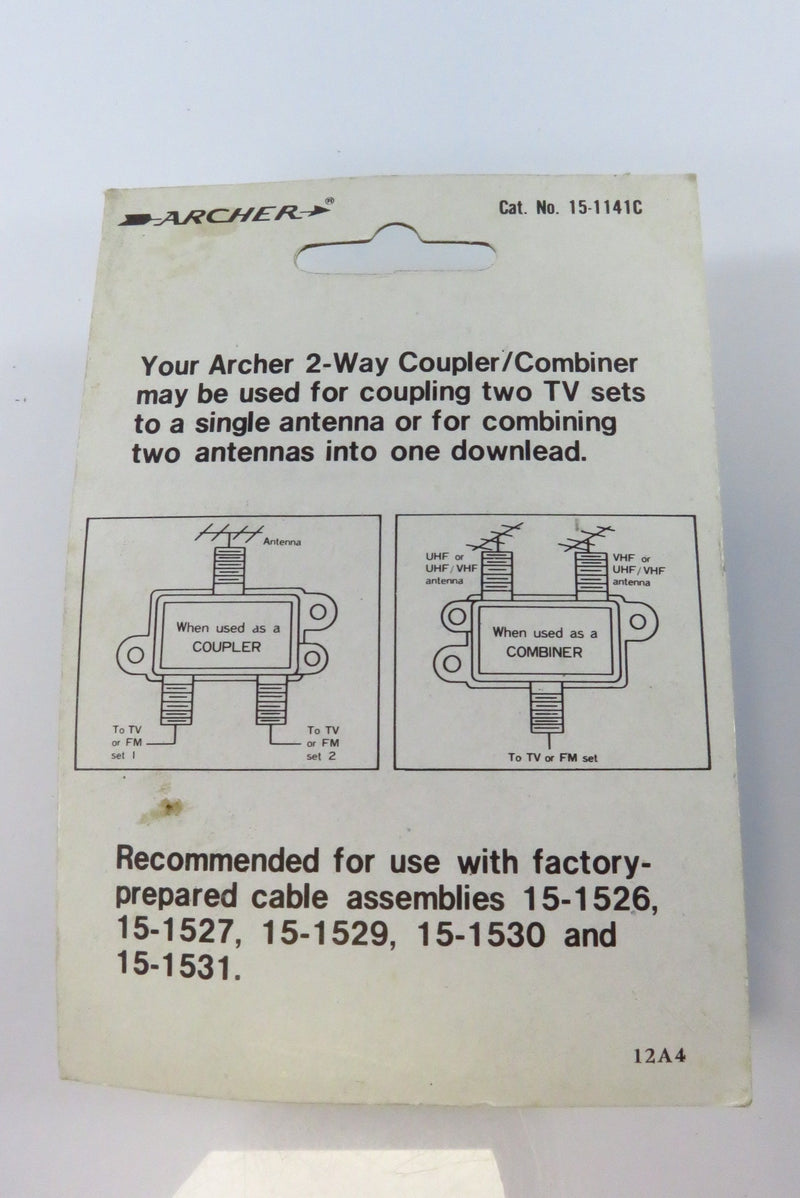 ARCHER®
Cat. No. 15-1141C
Your Archer 2-Way Coupler/Combiner
may be used for coupling two TV sets
to a single antenna or for combining
two antennas into one downlead.
Antenna
When used as a
COUPLER
To TV
or FM
set 1
To TV
or FM
set 2
UHF or
UHF/VHF
antenna
VHF or
UHF/VHF
antenna
When used as a
COMBINER
To TV or FM set
Recommended for use with factory-
prepared cable assemblies 15-1526,
15-1527, 15-1529, 15-1530 and
15-1531.
12A4